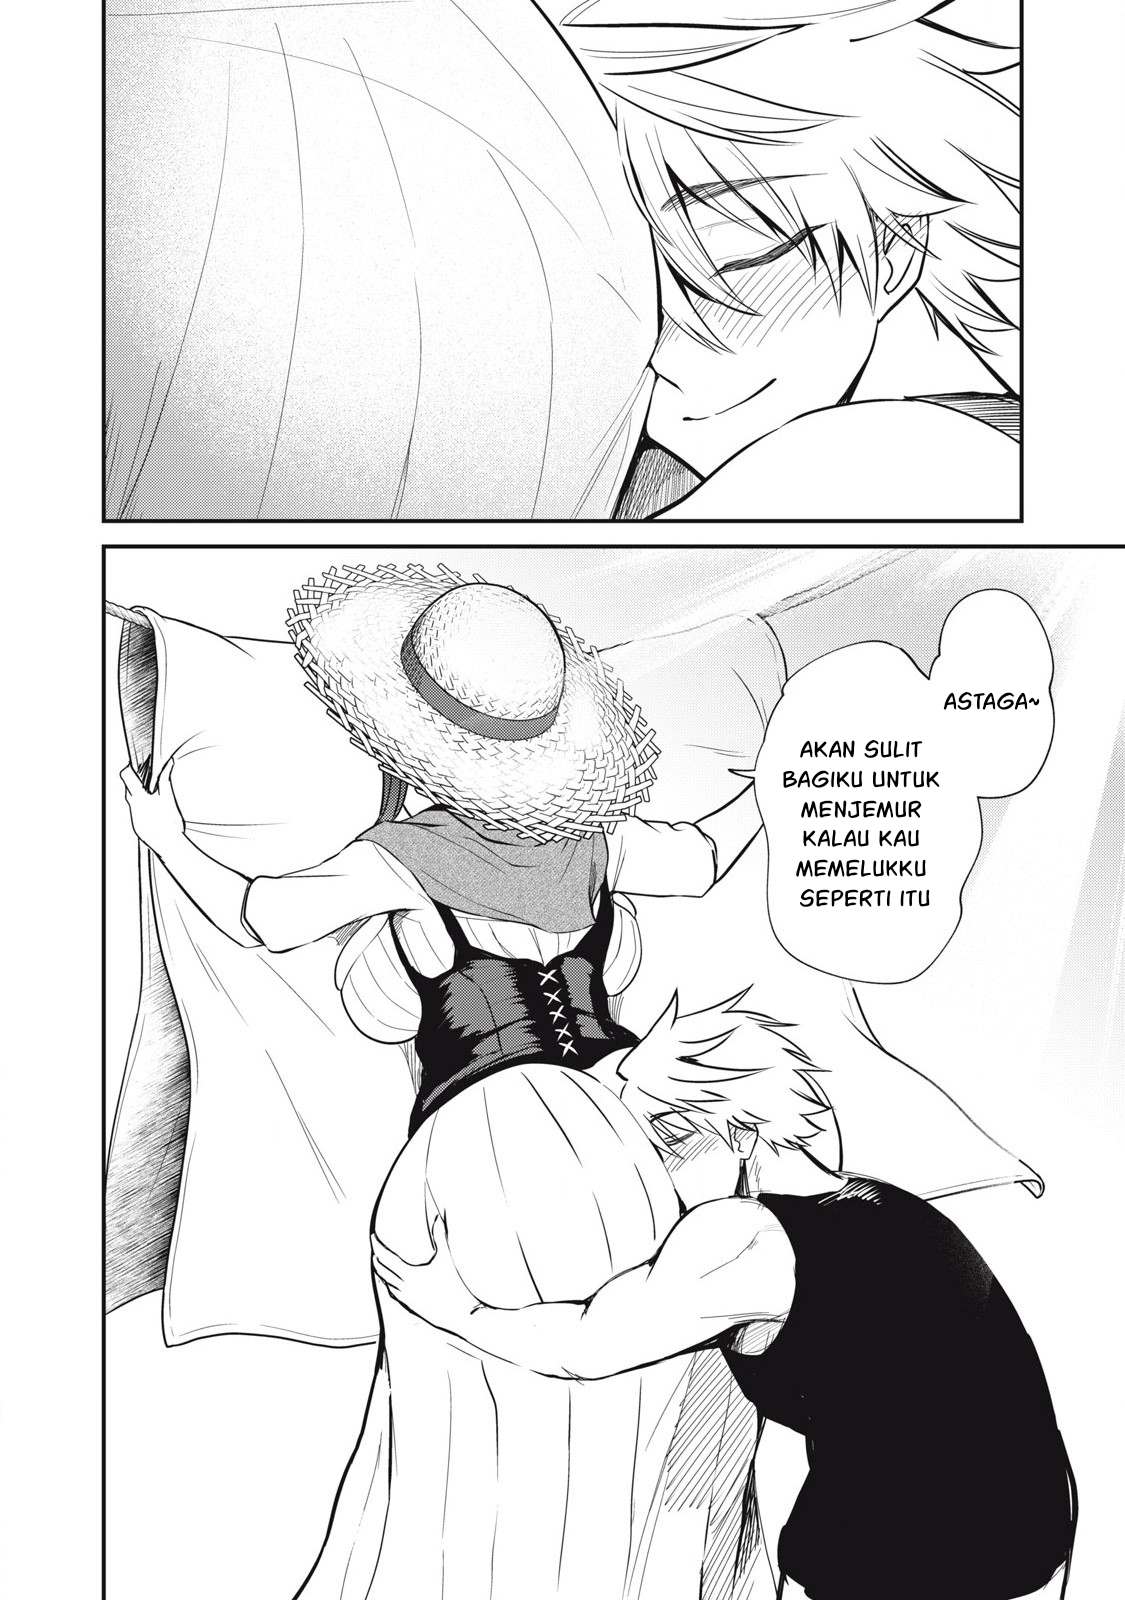 ASTAGA~
AKAN SULIT
BAGIKU UNTUK
MENJEMUR
KALAU KAU
MEMELUKKU
SEPERTI ITU